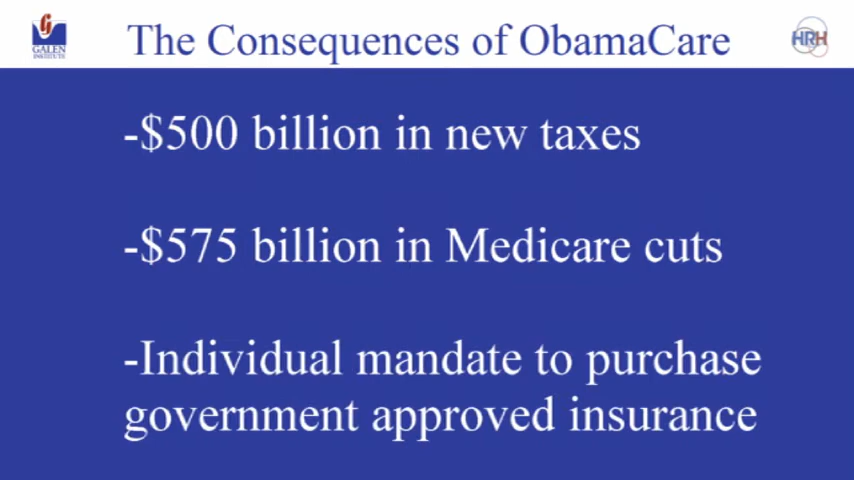 GALEN
INSTITUTE
The Consequences of ObamaCare
HRH
-$500 billion in new taxes
-$575 billion in Medicare cuts
-Individual mandate to purchase
government approved insurance